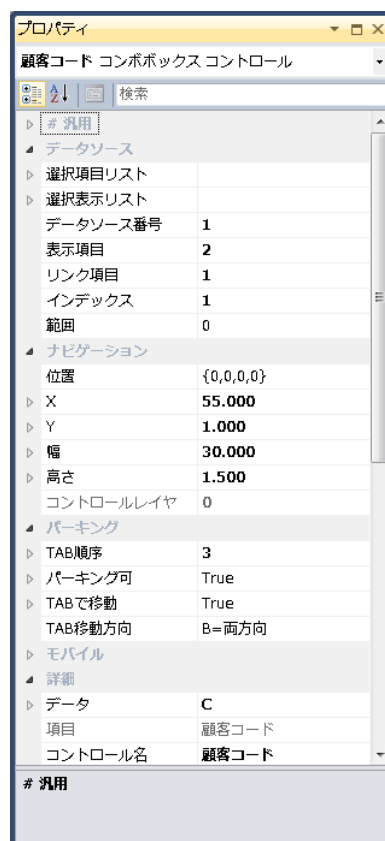 プロパティ
顧客コード コンボボックス コントロール
検索
# 汎用
データソース
選択項目リスト
選択表示リスト
データソース番号 1
表示項目 2
リンク項目 1
インデックス 1
範囲 0
ナビゲーション
位置 {0,0,0,0}
X 55.000
Y 1.000
幅 30.000
高さ 1.500
コントロールレイヤ 0
パーキング
TAB順序 3
パーキング可 True
TABで移動 True
TAB移動方向 B=両方向
モバイル
詳細
データ C
項目 顧客コード
コントロール名 顧客コード
# 汎用